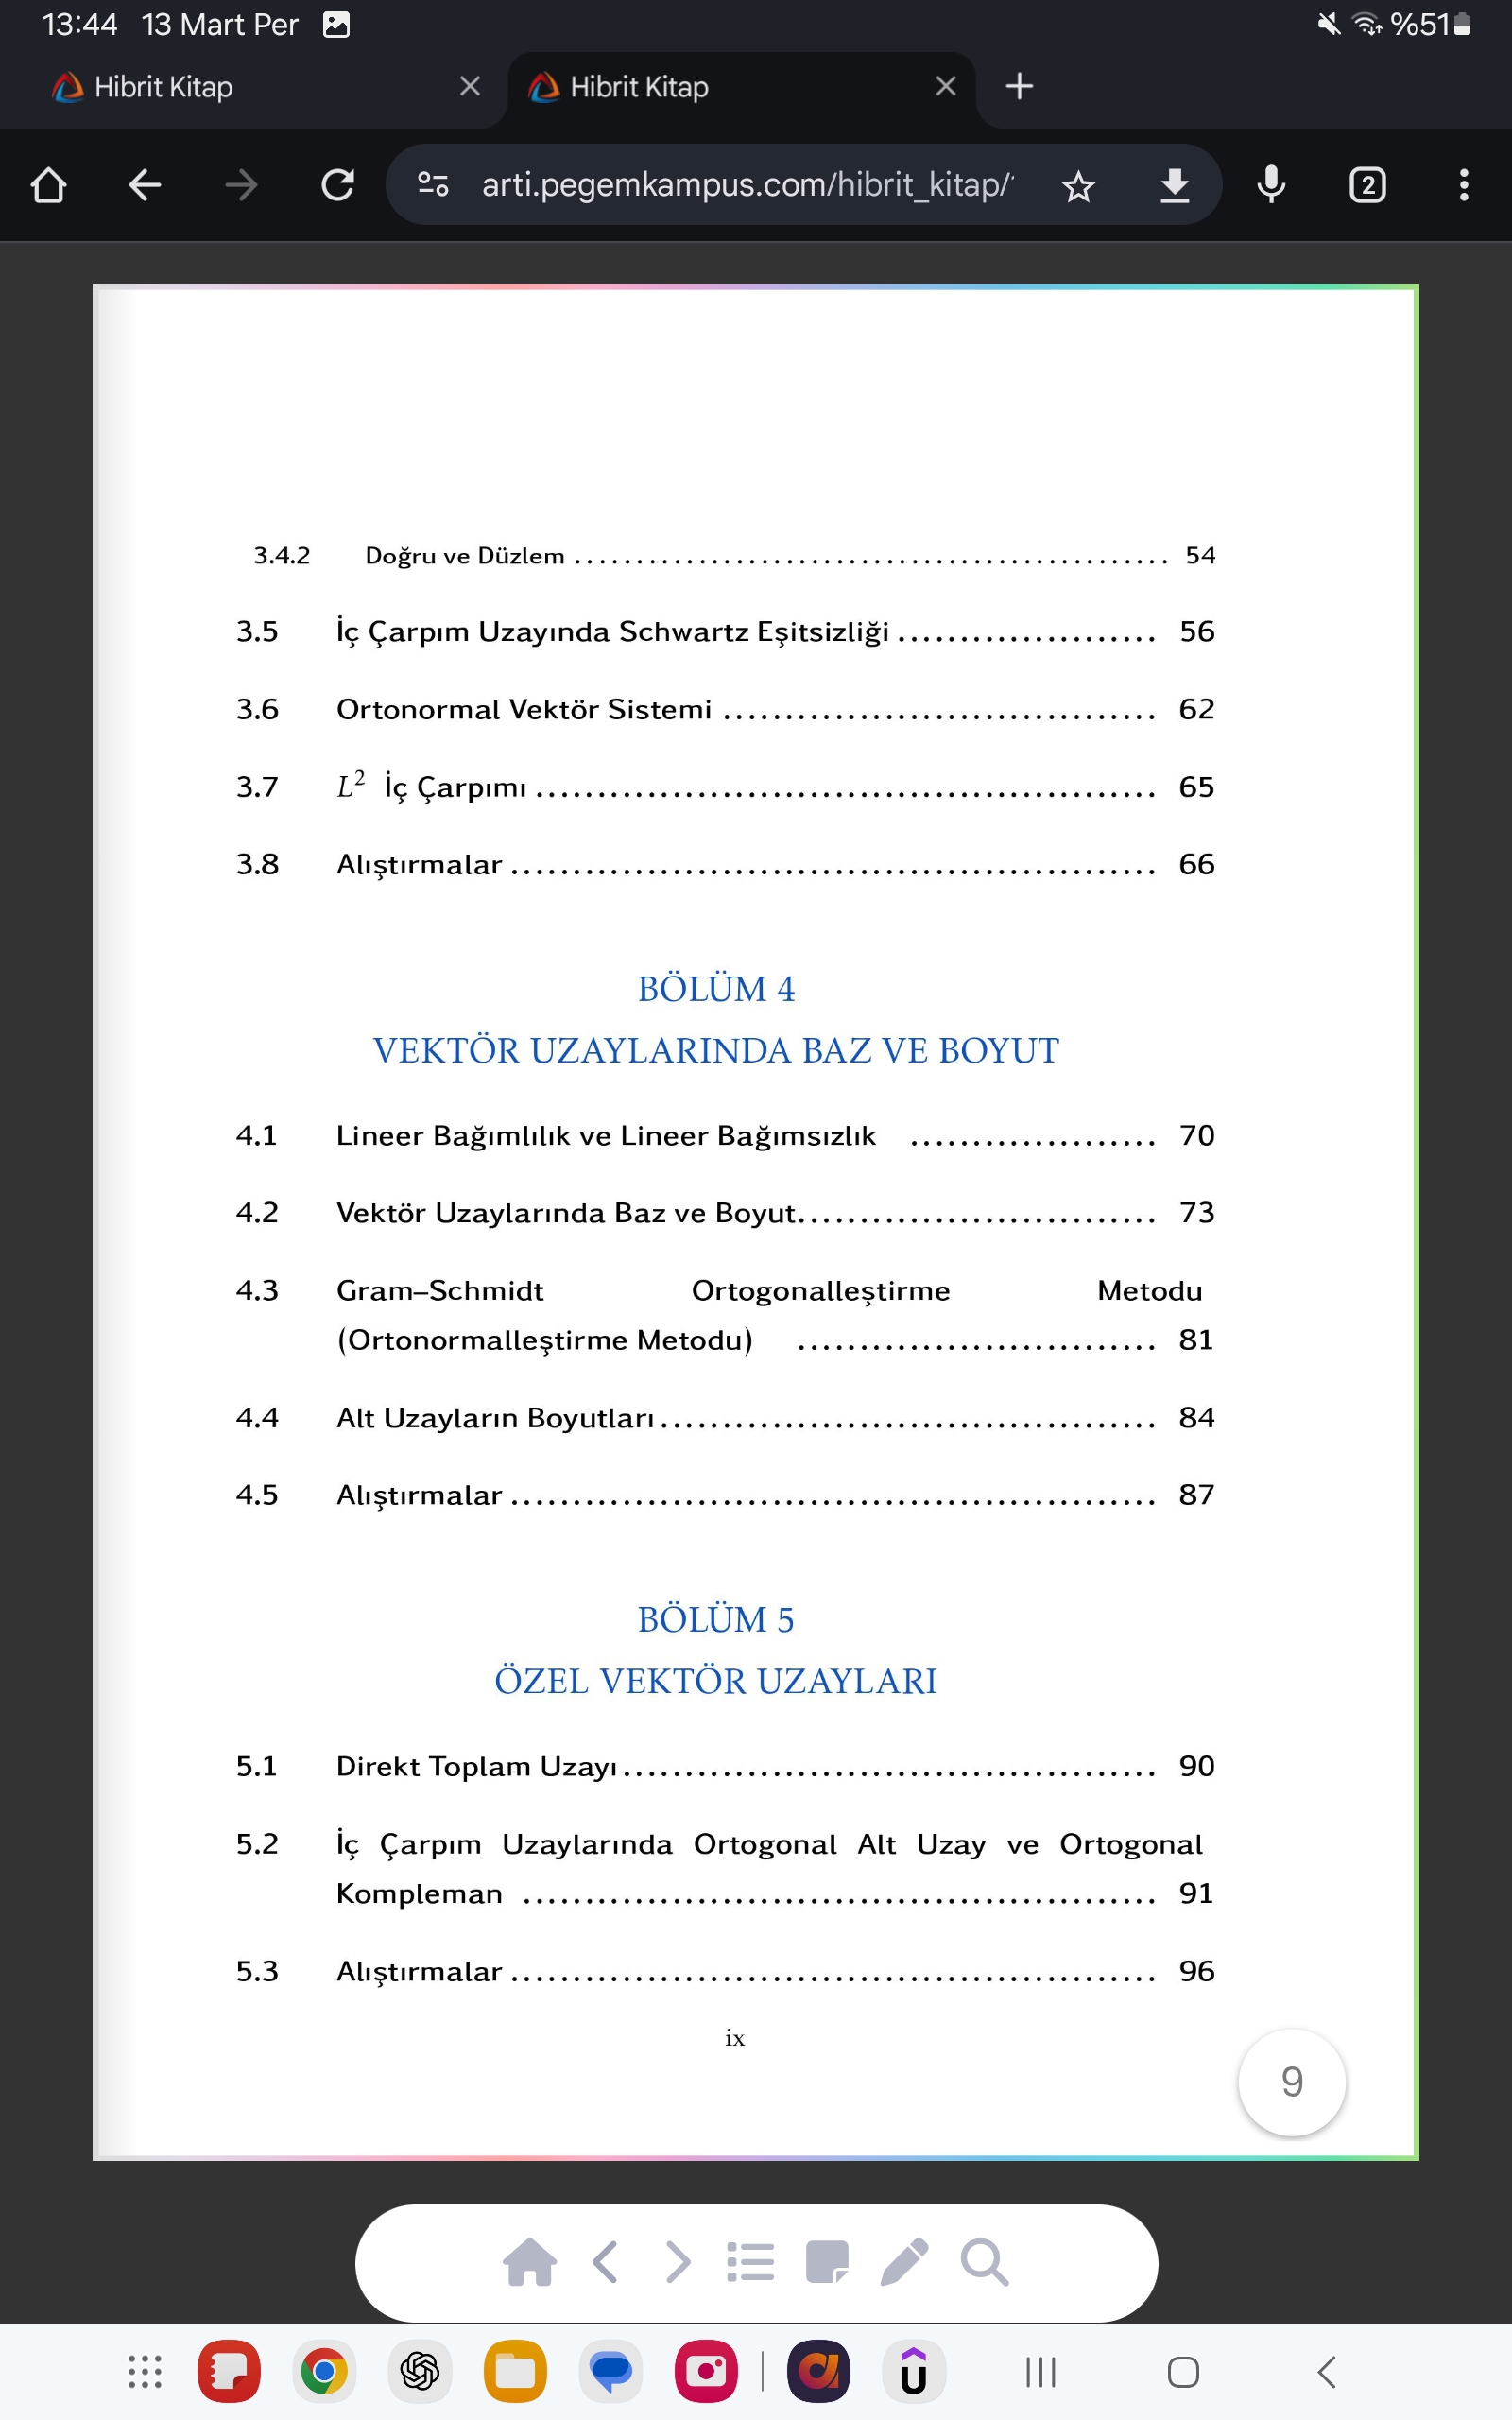 13:44 13 Mart Per %51
Hibrit Kitap Hibrit Kitap
arti.pegemkampus.com/hibrit_kitap/ 2
3.4.2 Doğru ve Düzlem ................................................ 54
3.5 İç Çarpım Uzayında Schwartz Eşitsizliği ..................... 56
3.6 Ortonormal Vektör Sistemi ................................... 62
3.7 L² İç Çarpımı .................................................. 65
3.8 Alıştırmalar .................................................... 66
BÖLÜM 4
VEKTÖR UZAYLARINDA BAZ VE BOYUT
4.1 Lineer Bağımlılık ve Lineer Bağımsızlık .................... 70
4.2 Vektör Uzaylarında Baz ve Boyut............................. 73
4.3 Gram–Schmidt Ortogonalleştirme Metodu
(Ortonormalleştirme Metodu) ............................. 81
4.4 Alt Uzayların Boyutları........................................ 84
4.5 Alıştırmalar .................................................... 87
BÖLÜM 5
ÖZEL VEKTÖR UZAYLARI
5.1 Direkt Toplam Uzayı........................................... 90
5.2 İç Çarpım Uzaylarında Ortogonal Alt Uzay ve Ortogonal
Kompleman ................................................... 91
5.3 Alıştırmalar .................................................... 96
ix
9